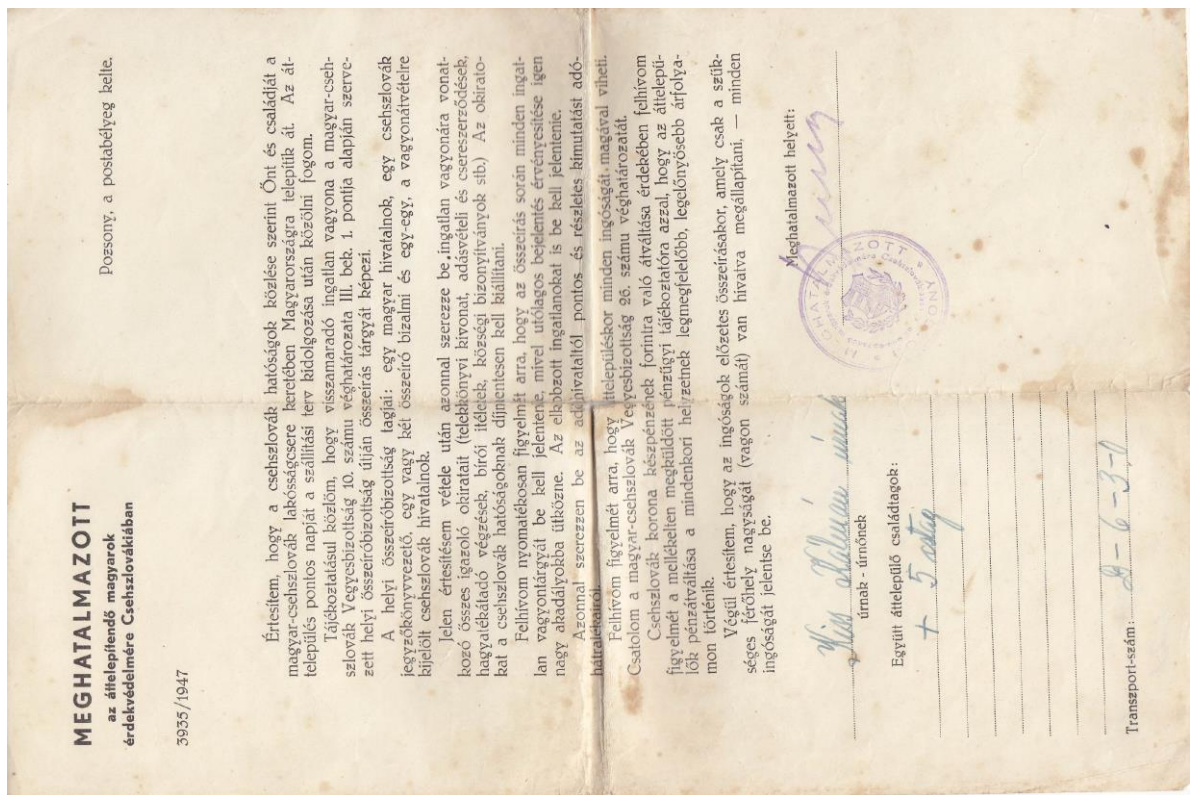 MEGHATALMAZOTT
az áttelepítendő magyarok
érdekvédelmére Csehszlovákiában
3935/1947
Pozsony, a postabélyeg kelte.
Értesítem, hogy a csehszlovák hatóságok közlése szerint Önt és családját a
magyar-csehszlovák lakósságcsere keretében Magyarországra telepítik át. Az át-
település pontos napját a szállítási terv kidolgozása után közölni fogom.
Tájékoztatásul közlöm, hogy visszamaradó ingatlan vagyona a magyar-cseh-
szlovák Vegyesbizottság 10. számu véghatározata III. bek. 1. pontja alapján szerve-
zett helyi összeíróbizottság útján összeírás tárgyát képezi.
A helyi összeíróbizottság tagjai: egy magyar hivatalnok, egy csehszlovák
jegyzőkönyvvezető, egy vagy két összeíró bizalmi és egy-egy, a vagyonátvételre
kijelölt csehszlovák hivatalnok.
Jelen értesítésem vétele után azonnal szerezze be ingatlan vagyonára vonat-
kozó összes igazoló okiratait (telekkönyvi kivonat, adásvételi és csereszerződések,
hagyatékátadó végzések, bírói ítéletek, községi bizonyítványok stb.) Az okirato-
kat a csehszlovák hatóságoknak díjmentesen kell kiállítani.
Felhívom nyomatékosan figyelmét arra, hogy az összeírás során minden ingat-
lan vagyontárgyát be kell jelentenie, mivel utólagos bejelentés érvényesítése igen
nagy akadályokba ütközne. Az elkobzott ingatlanokat is be kell jelentenie.
Azonnal szerezzen be az adóhivataltól pontos és részletes kimutatást adó-
hátralékairól.
Felhívom figyelmét arra, hogy áttelepüléskor minden ingóságát magával viheti.
Csatolom a magyar-csehszlovák Vegyesbizottság 26. számu véghatározatát.
Csehszlovák korona készpénzének forintra való átváltása érdekében felhívom
figyelmét a mellékelten megküldött pénzügyi tájékoztatóra azzal, hogy az áttelepü-
lők pénzátváltása a mindenkori helyzetnek legmegfelelőbb, legelőnyösebb árfolya-
mon történik.
Végül értesítem, hogy az ingóságok előzetes összeírásakor, amely csak a szük-
séges férőhely nagyságát (vagon számát) van hivatva megállapítani, — minden
ingóságát jelentse be.
Meghatalmazott helyett:
MEGHATALMAZOTT
Kiss Kálmán úrnak
úrnak - úrnőnek
Együtt áttelepülő családtagok:
+ 5 tag
Transzport-szám: